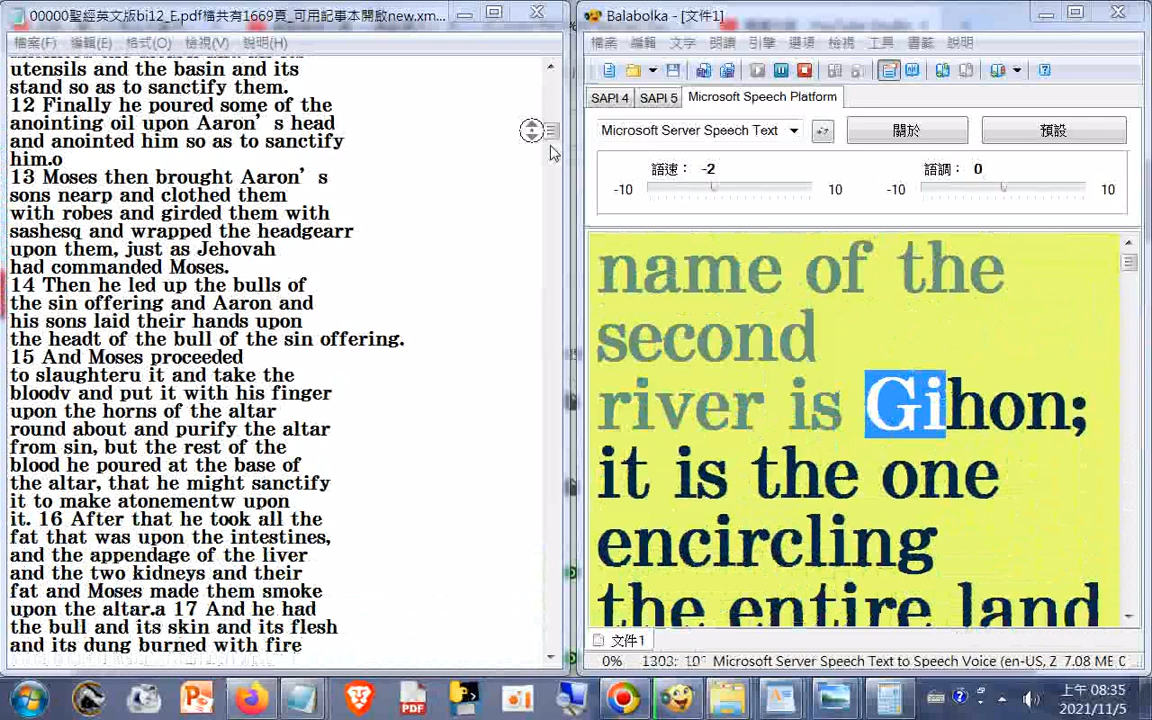 00000聖經英文版bi12_E.pdf檔共有1669頁_可用記事本開啟new.xm...
檔案(F) 編輯(E) 格式(O) 檢視(V) 說明(H)
utensils and the basin and its
stand so as to sanctify them.
12 Finally he poured some of the
anointing oil upon Aaron’s head
and anointed him so as to sanctify
him.o
13 Moses then brought Aaron’s
sons nearp and clothed them
with robes and girded them with
sashesq and wrapped the headgearr
upon them, just as Jehovah
had commanded Moses.
14 Then he led up the bulls of
the sin offering and Aaron and
his sons laid their hands upon
the headt of the bull of the sin offering.
15 And Moses proceeded
to slaughteru it and take the
bloodv and put it with his finger
upon the horns of the altar
round about and purify the altar
from sin, but the rest of the
blood he poured at the base of
the altar, that he might sanctify
it to make atonementw upon
it. 16 After that he took all the
fat that was upon the intestines,
and the appendage of the liver
and the two kidneys and their
fat and Moses made them smoke
upon the altar.a 17 And he had
the bull and its skin and its flesh
and its dung burned with fire
Balabolka - [文件1]
檔案 編輯 文字 朗讀 引擎 選項 檢視 工具 書籤 說明
SAPI 4 SAPI 5 Microsoft Speech Platform
Microsoft Server Speech Text 關於 預設
語速: -2 語調: 0
-10 10 -10 10
name of the
second
river is Gihon;
it is the one
encircling
the entire land
文件1
0% 1303: Microsoft Server Speech Text to Speech Voice (en-US, Z 7.08 ME
PDF
上午 08:35
2021/11/5